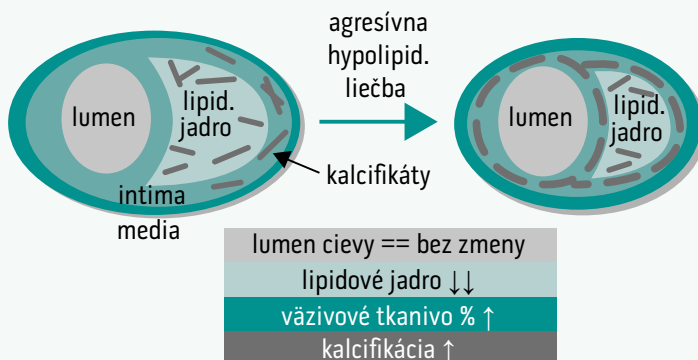 agresívna
hypolipid.
liečba
lumen
lipid.
jadro
lumen
lipid.
jadro
kalcifikáty
intima
media
lumen cievy == bez zmeny
lipidové jadro ↓↓
väzivové tkanivo % ↑
kalcifikácia ↑